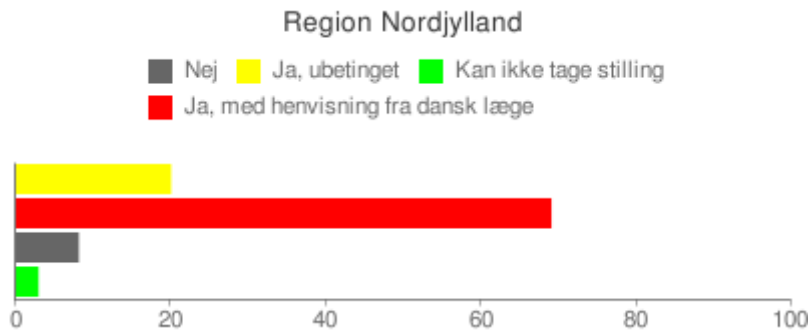 Region Nordjylland
Nej Ja, ubetinget Kan ikke tage stilling
Ja, med henvisning fra dansk læge
0 20 40 60 80 100